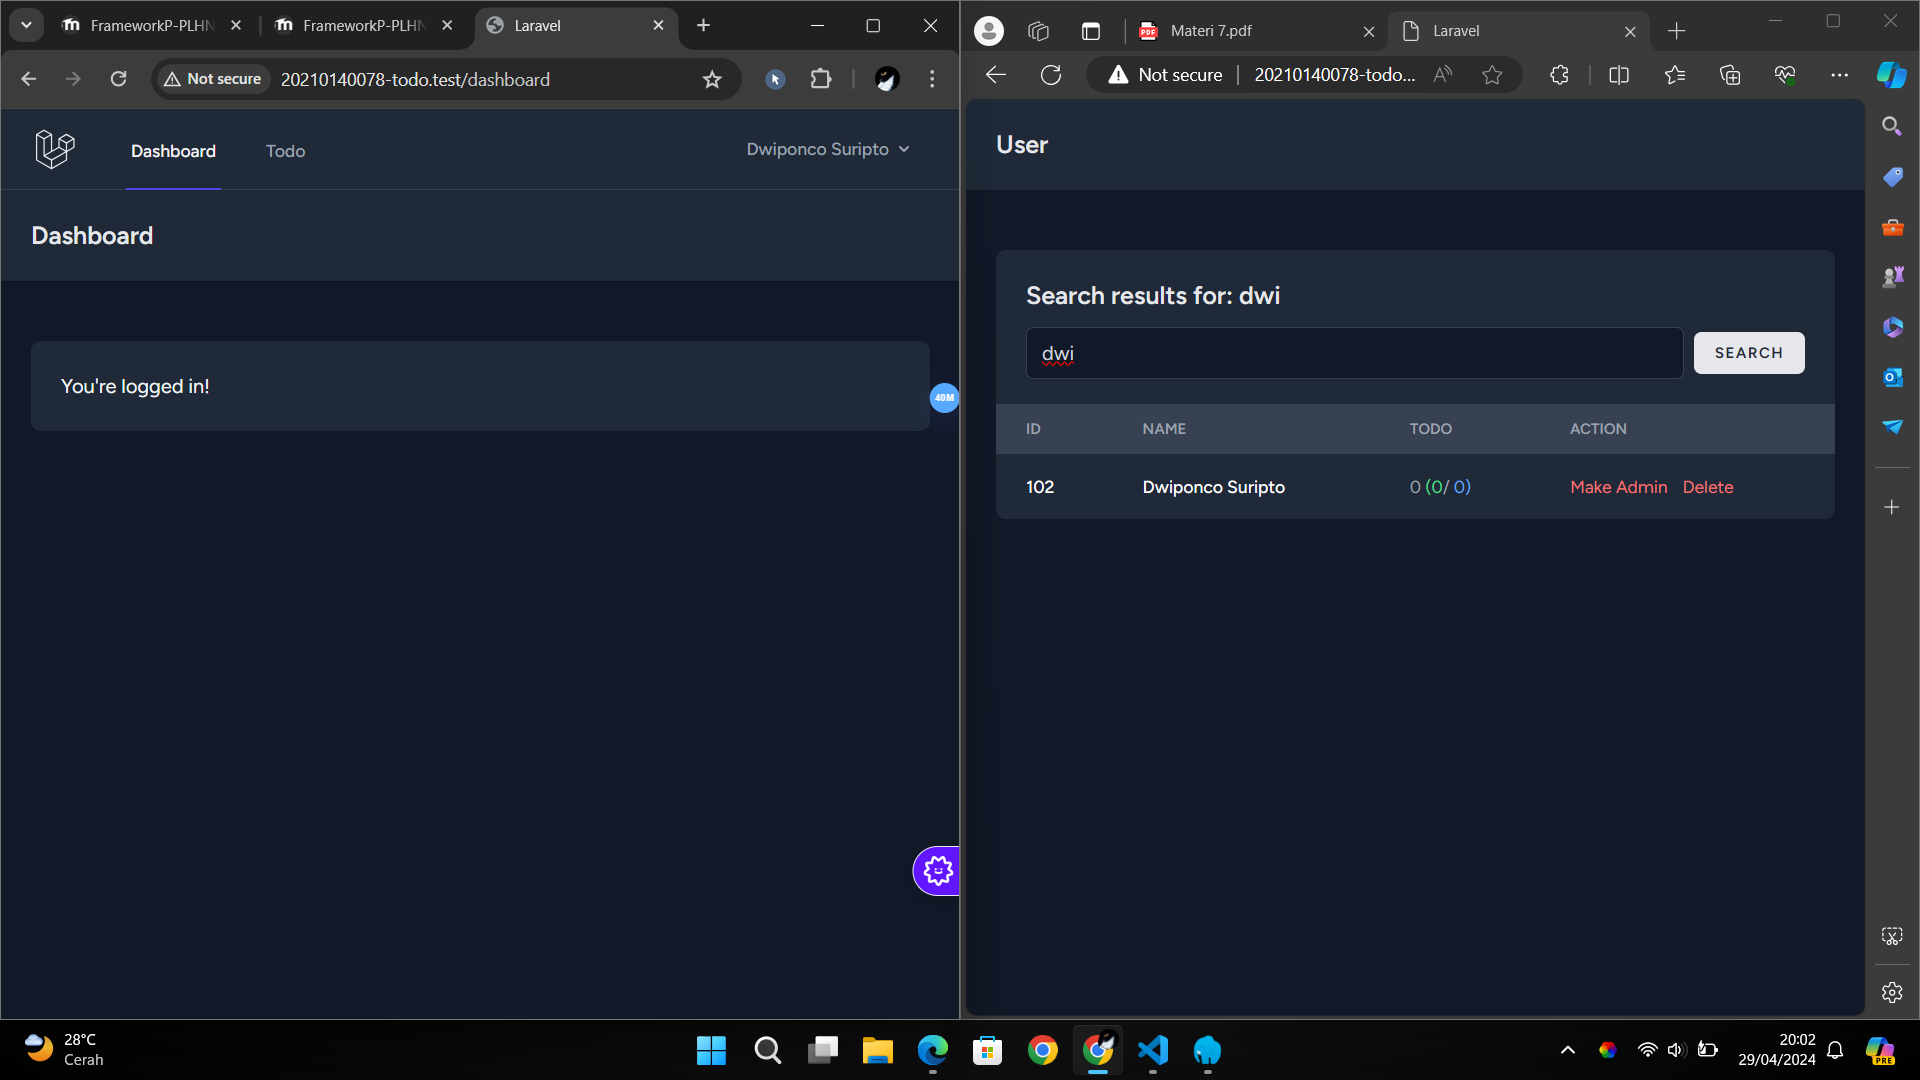 FrameworkP-PLHN
FrameworkP-PLHN
Laravel
Not secure
20210140078-todo.test/dashboard
Dashboard
Todo
Dwiponco Suripto
Dashboard
You're logged in!
40M
Materi 7.pdf
Laravel
Not secure
20210140078-todo...
User
Search results for: dwi
dwi
SEARCH
ID NAME TODO ACTION
102 Dwiponco Suripto 0 (0/ 0) Make Admin Delete
28°C
Cerah
20:02
29/04/2024
PRE